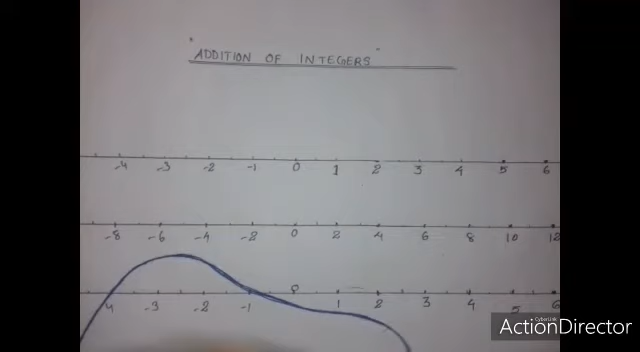 "ADDITION OF INTEGERS"
-4 -3 -2 -1 0 1 2 3 4 5 6
-8 -6 -4 -2 0 2 4 6 8 10 12
-4 -3 -2 -1 0 1 2 3 4 5 6
CyberLink
ActionDirector